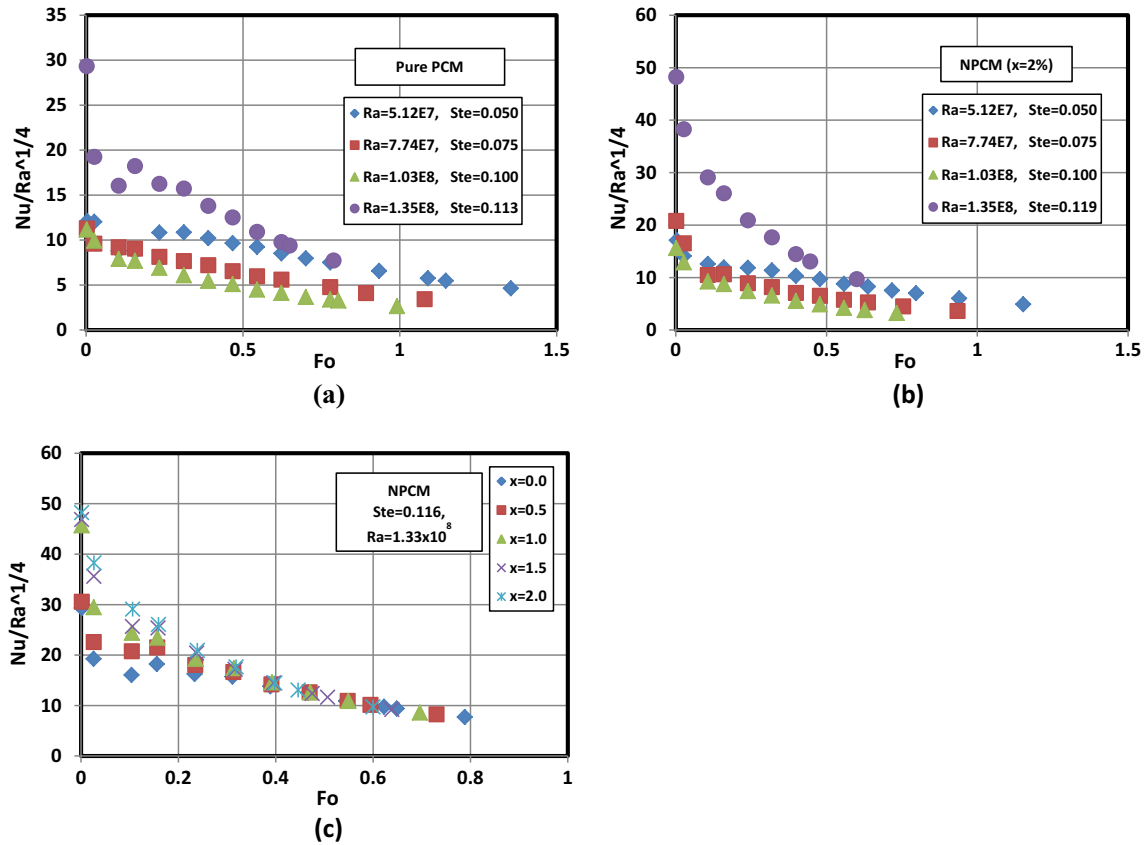 35
30
25
20
15
10
5
0
0
0.5
1
1.5
Nu/Ra^1/4
Fo
Pure PCM
Ra=5.12E7, Ste=0.050
Ra=7.74E7, Ste=0.075
Ra=1.03E8, Ste=0.100
Ra=1.35E8, Ste=0.113
(a)
60
50
40
30
20
10
0
0
0.5
1
1.5
Nu/Ra^1/4
Fo
NPCM (x=2%)
Ra=5.12E7, Ste=0.050
Ra=7.74E7, Ste=0.075
Ra=1.03E8, Ste=0.100
Ra=1.35E8, Ste=0.119
(b)
60
50
40
30
20
10
0
0
0.2
0.4
0.6
0.8
1
Nu/Ra^1/4
Fo
NPCM
Ste=0.116,
Ra=1.33x10⁸
x=0.0
x=0.5
x=1.0
x=1.5
x=2.0
(c)